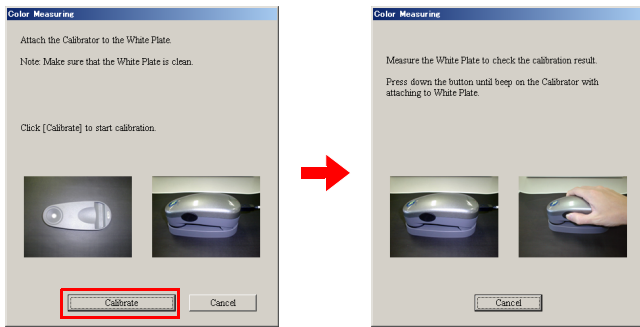 Color Measuring
Attach the Calibrator to the White Plate.
Note: Make sure that the White Plate is clean.
Click [Calibrate] to start calibration.
Calibrate
Cancel
Color Measuring
Measure the White Plate to check the calibration result.
Press down the button until beep on the Calibrator with
attaching to White Plate.
Cancel